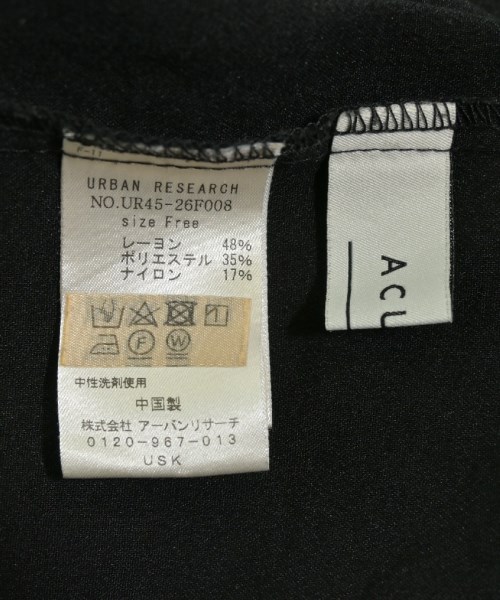 F-11
URBAN RESEARCH
NO.UR45-26F008
size Free
レーヨン 48%
ポリエステル 35%
ナイロン 17%
中性洗剤使用
中国製
株式会社 アーバンリサーチ
0120-967-013
USK
ACU